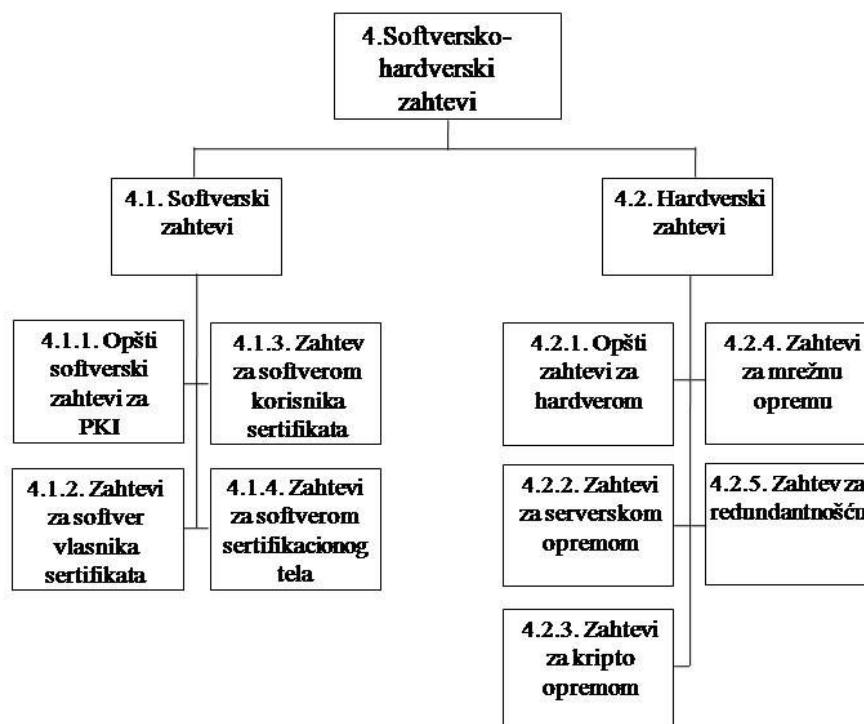 4.Softversko-
hardverski
zahtevi
4.1. Softverski
zahtevi
4.2. Hardverski
zahtevi
4.1.1. Opšti
softverski
zahtevi za
PKI
4.1.3. Zahtev
za softverom
korisnika
sertifikata
4.1.2. Zahtevi
za softver
vlasnika
sertifikata
4.1.4. Zahtevi
za softverom
sertifikacionog
tela
4.2.1. Opšti
zahtevi za
hardverom
4.2.4. Zahtevi
za mrežnu
opremu
4.2.2. Zahtevi
za serverskom
opremom
4.2.5. Zahtev za
redundantnošću
4.2.3. Zahtevi
za kripto
opremom